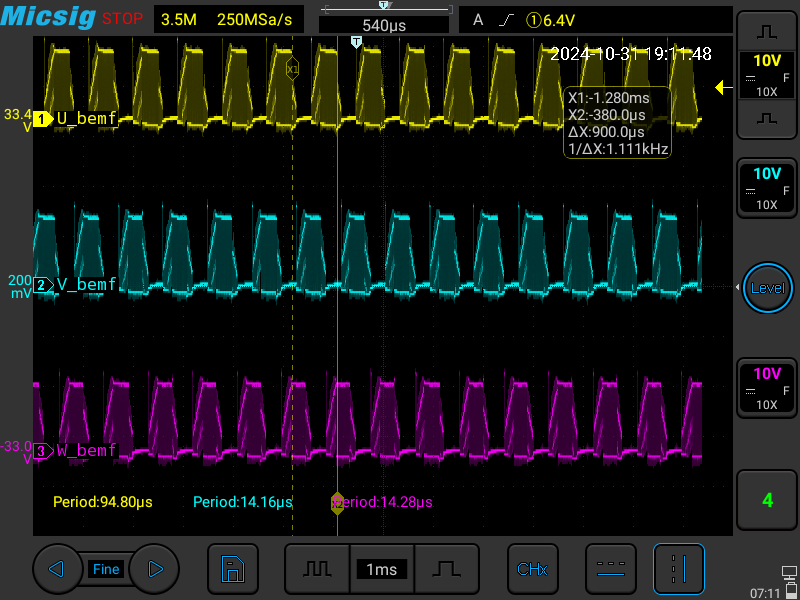 Micsig STOP 3.5M 250MSa/s 540µs A ①6.4V
T
T
2024-10-31 19:11:48
X1
X1:-1.280ms
X2:-380.0µs
ΔX:900.0µs
1/ΔX:1.111kHz
33.4 V
1 U_bemf
10V
F
10X
200 mV
2 V_bemf
10V
F
10X
Level
-33.0 V
3 W_bemf
10V
F
10X
Period:94.80µs Period:14.16µs Period:14.28µs
4
Fine 1ms CHx
07:11